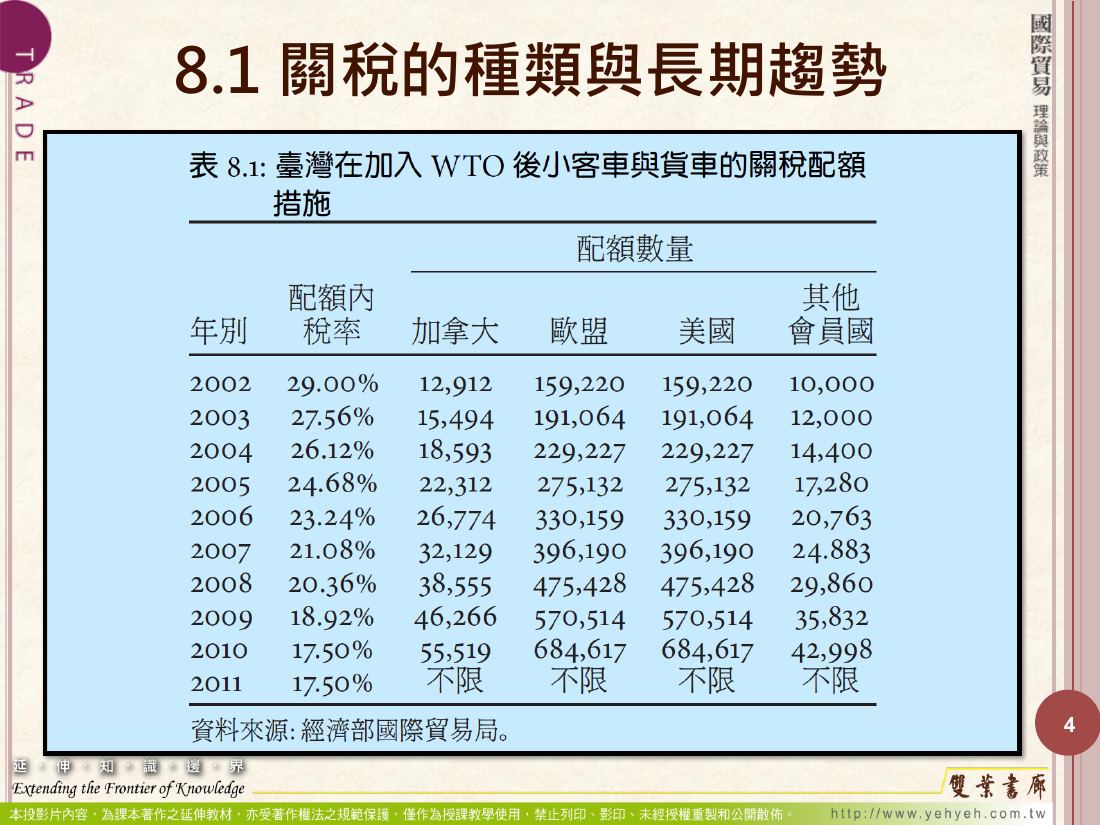 8.1 關稅的種類與長期趨勢
TRADE
國際貿易 理論與政策
表 8.1: 臺灣在加入 WTO 後小客車與貨車的關稅配額
措施
配額數量
配額內 其他
年別 稅率 加拿大 歐盟 美國 會員國
2002 29.00% 12,912 159,220 159,220 10,000
2003 27.56% 15,494 191,064 191,064 12,000
2004 26.12% 18,593 229,227 229,227 14,400
2005 24.68% 22,312 275,132 275,132 17,280
2006 23.24% 26,774 330,159 330,159 20,763
2007 21.08% 32,129 396,190 396,190 24.883
2008 20.36% 38,555 475,428 475,428 29,860
2009 18.92% 46,266 570,514 570,514 35,832
2010 17.50% 55,519 684,617 684,617 42,998
2011 17.50% 不限 不限 不限 不限
資料來源: 經濟部國際貿易局。
4
延・伸・知・識・邊・界
Extending the Frontier of Knowledge
雙葉書廊
本投影片內容，為課本著作之延伸教材，亦受著作權法之規範保護，僅作為授課教學使用，禁止列印、影印、未經授權重製和公開散佈。
http://www.yehyeh.com.tw